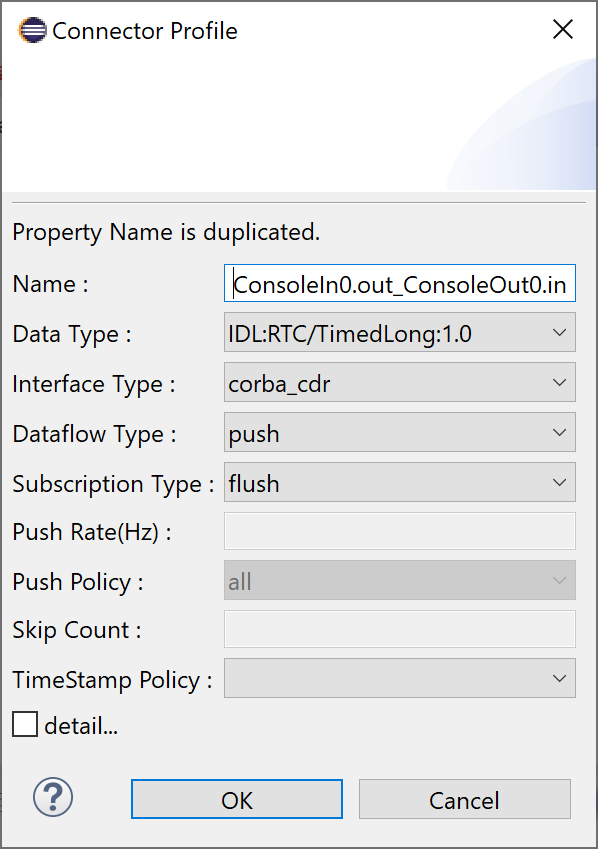 Connector Profile
Property Name is duplicated.
Name : ConsoleIn0.out_ConsoleOut0.in
Data Type : IDL:RTC/TimedLong:1.0
Interface Type : corba_cdr
Dataflow Type : push
Subscription Type : flush
Push Rate(Hz) :
Push Policy : all
Skip Count :
TimeStamp Policy :
detail...
? OK Cancel